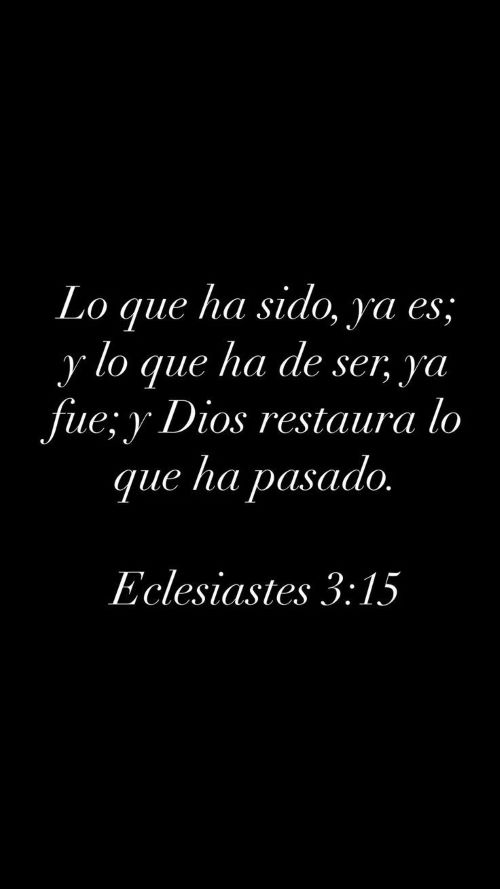 Lo que ha sido, ya es;
y lo que ha de ser, ya
fue; y Dios restaura lo
que ha pasado.
Eclesiastes 3:15